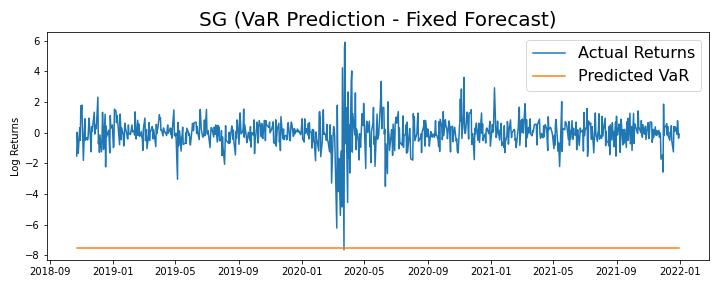 SG (VaR Prediction - Fixed Forecast)
Actual Returns
Predicted VaR
Log Returns
6
4
2
0
−2
−4
−6
−8
2018-09 2019-01 2019-05 2019-09 2020-01 2020-05 2020-09 2021-01 2021-05 2021-09 2022-01